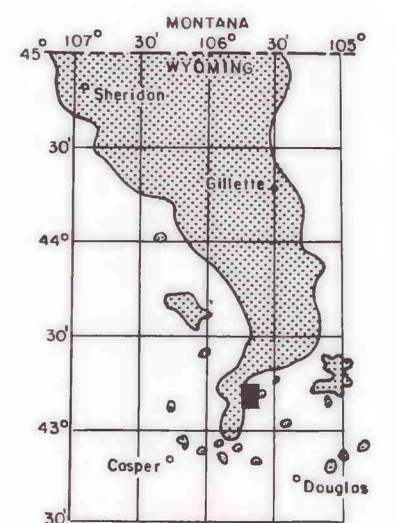 MONTANA
45° 107° 30' 106° 30' 105°
WYOMING
Sheridan
30'
Gillette
44°
30'
43°
Casper
Douglas
30'